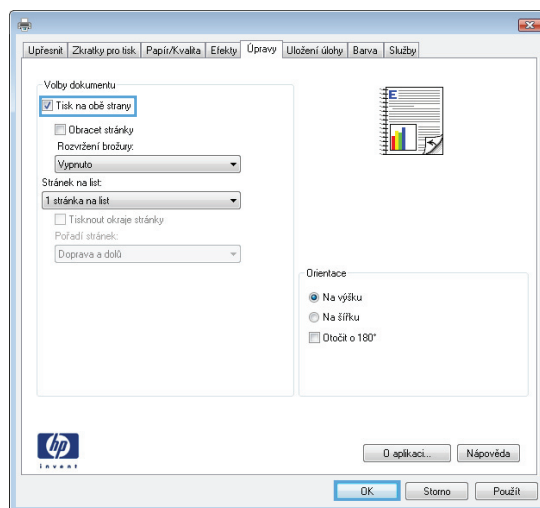 Upřesnit Zkratky pro tisk Papír/Kvalita Efekty Úpravy Uložení úlohy Barva Služby
Volby dokumentu
Tisk na obě strany
Obracet stránky
Rozvržení brožury:
Vypnuto
Stránek na list:
1 stránka na list
Tisknout okraje stránky
Pořadí stránek:
Doprava a dolů
E
Orientace
Na výšku
Na šířku
Otočit o 180°
hp
invent
O aplikaci... Nápověda
OK Storno Použít